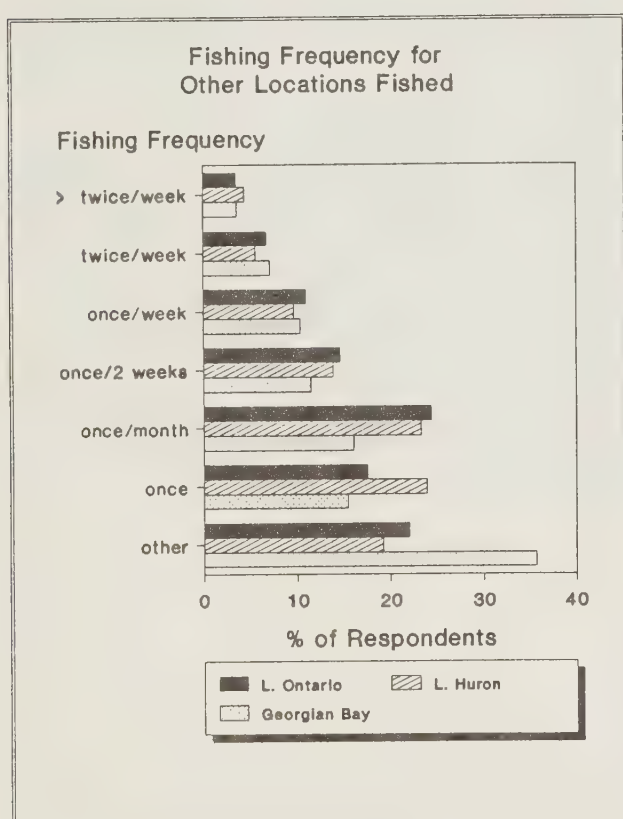 Fishing Frequency for
Other Locations Fished
Fishing Frequency
> twice/week
twice/week
once/week
once/2 weeks
once/month
once
other
0 10 20 30 40
% of Respondents
L. Ontario L. Huron
Georgian Bay